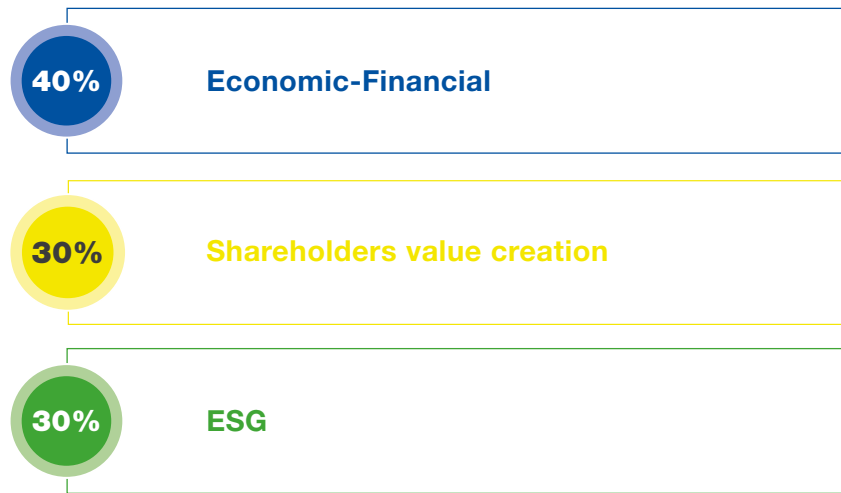 40%
Economic-Financial
30%
Shareholders value creation
30%
ESG